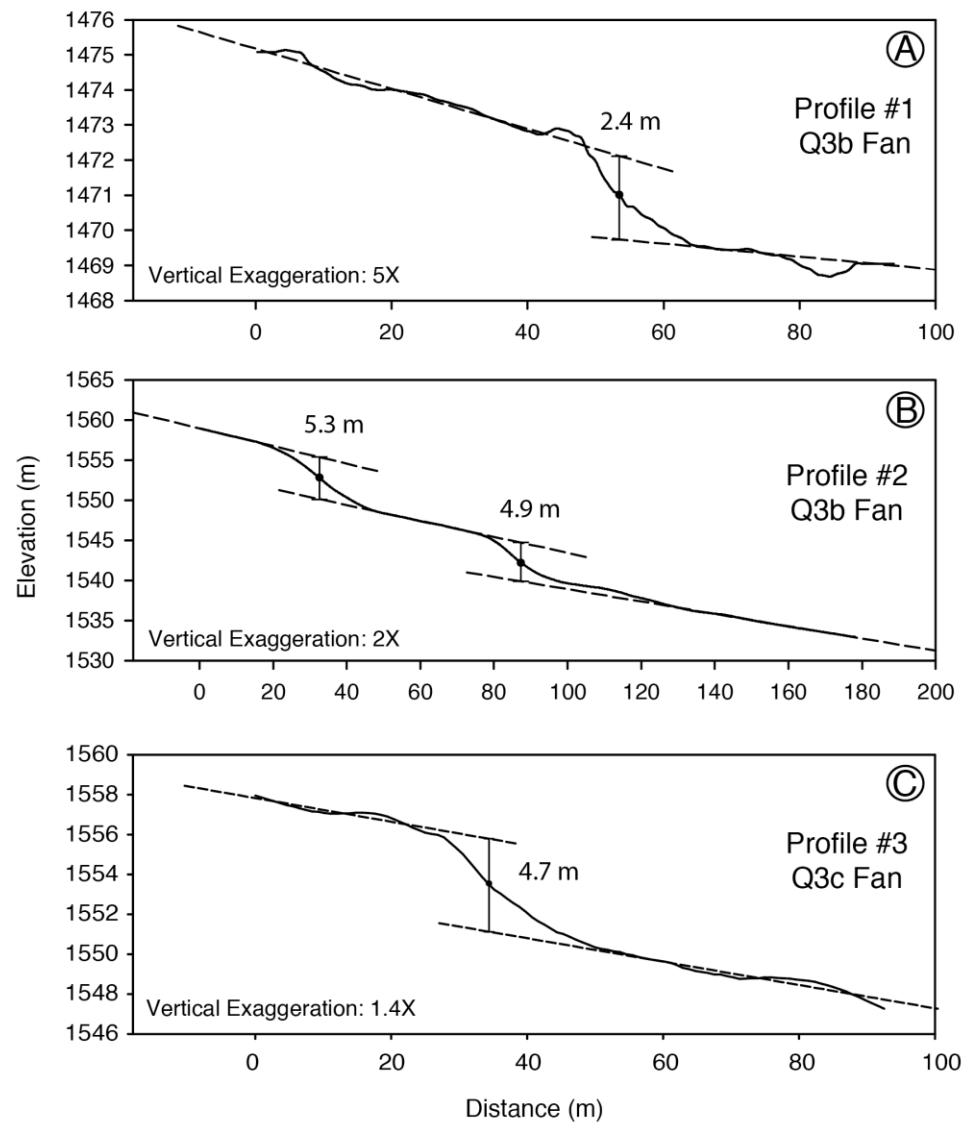 1476
1475
1474
1473
1472
1471
1470
1469
1468
A
Profile #1
Q3b Fan
2.4 m
Vertical Exaggeration: 5X
0 20 40 60 80 100
1565
1560
1555
1550
1545
1540
1535
1530
B
Profile #2
Q3b Fan
5.3 m
4.9 m
Vertical Exaggeration: 2X
0 20 40 60 80 100 120 140 160 180 200
Elevation (m)
1560
1558
1556
1554
1552
1550
1548
1546
C
Profile #3
Q3c Fan
4.7 m
Vertical Exaggeration: 1.4X
0 20 40 60 80 100
Distance (m)